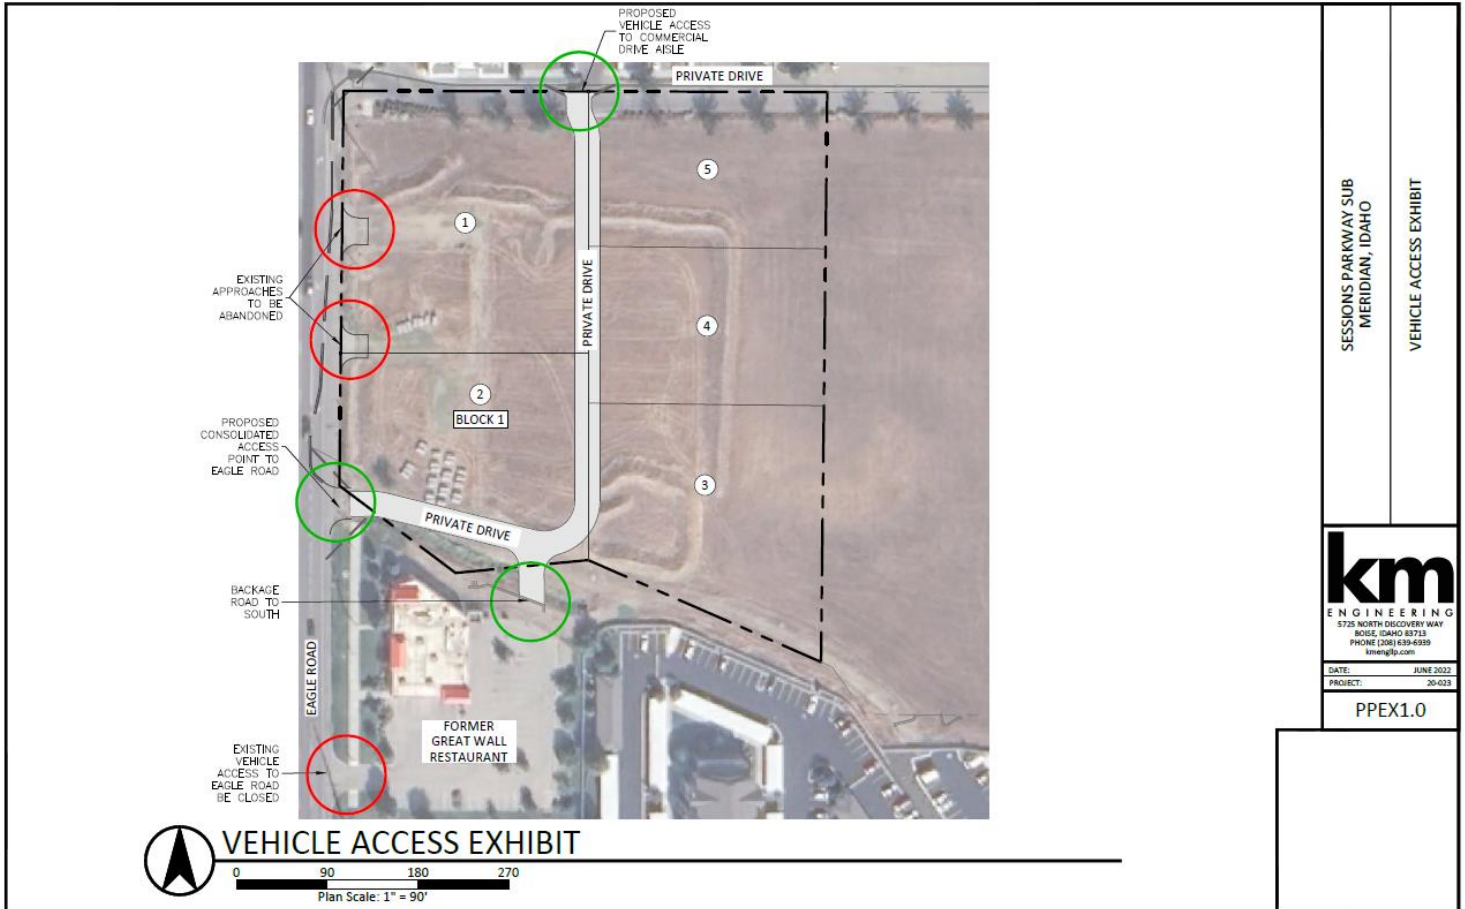 PROPOSED
VEHICLE ACCESS
TO COMMERCIAL
DRIVE AISLE
PRIVATE DRIVE
5
1
EXISTING
APPROACHES
TO BE
ABANDONED
PRIVATE DRIVE
4
2
BLOCK 1
PROPOSED
CONSOLIDATED
ACCESS
POINT TO
EAGLE ROAD
3
PRIVATE DRIVE
BACKAGE
ROAD TO
SOUTH
EAGLE ROAD
FORMER
GREAT WALL
RESTAURANT
EXISTING
VEHICLE
ACCESS TO
EAGLE ROAD
BE CLOSED
VEHICLE ACCESS EXHIBIT
0 90 180 270
Plan Scale: 1" = 90'
SESSIONS PARKWAY SUB
MERIDIAN, IDAHO
VEHICLE ACCESS EXHIBIT
km
ENGINEERING
5725 NORTH DISCOVERY WAY
BOISE, IDAHO 83713
PHONE (208) 639-6939
kmengllp.com
DATE: JUNE 2022
PROJECT: 20-023
PPEX1.0